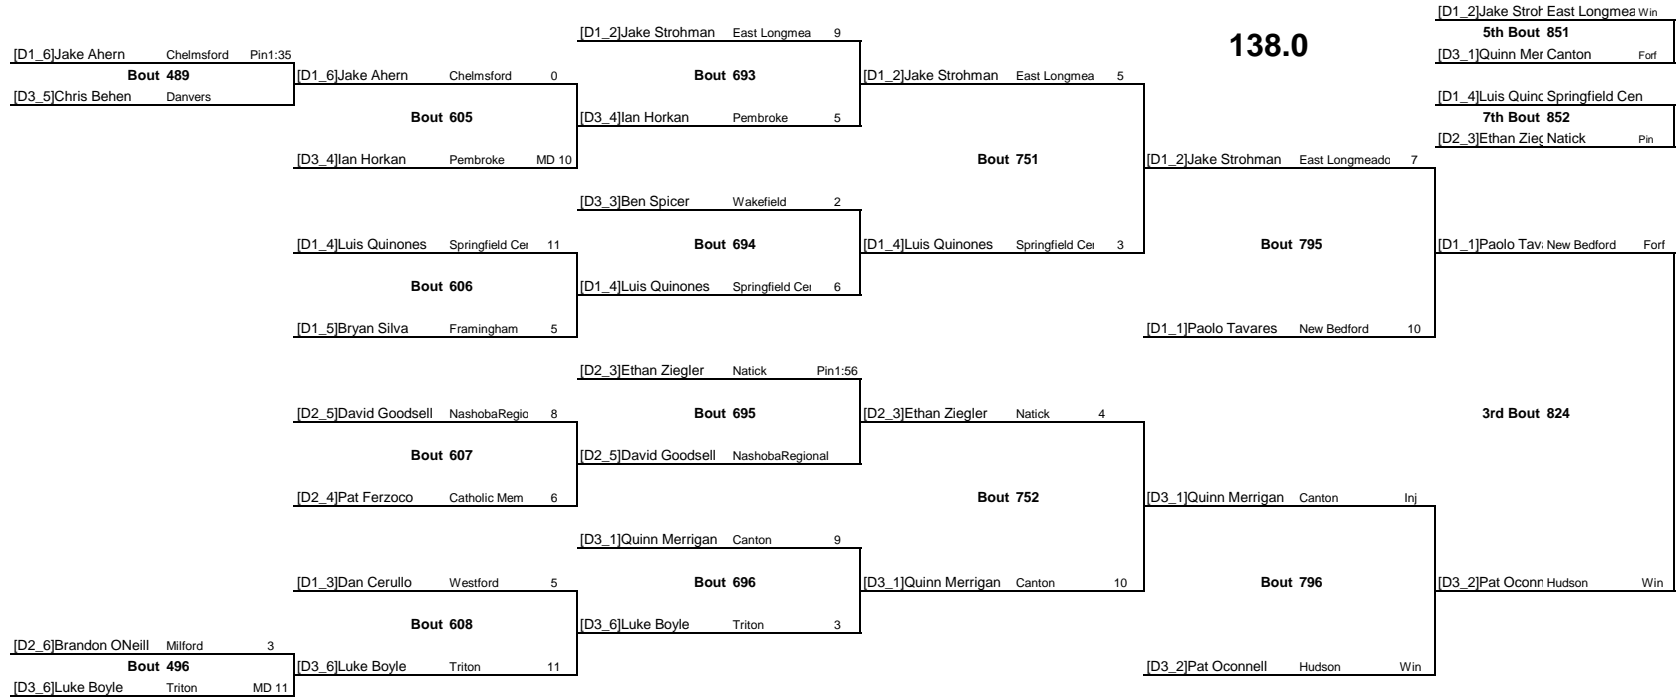 [D1_2]Jake Stroh East Longmea Win
[D1_2]Jake Strohman East Longmea 9
138.0
5th Bout 851
[D1_6]Jake Ahern Chelmsford Pin1:35
[D3_1]Quinn Mer Canton Forf
Bout 489
[D1_6]Jake Ahern Chelmsford 0
Bout 693
[D1_2]Jake Strohman East Longmea 5
[D3_5]Chris Behen Danvers
[D1_4]Luis Quinc Springfield Cen
Bout 605
[D3_4]Ian Horkan Pembroke 5
7th Bout 852
[D2_3]Ethan Zieg Natick Pin
[D3_4]Ian Horkan Pembroke MD 10
Bout 751
[D1_2]Jake Strohman East Longmeado 7
[D3_3]Ben Spicer Wakefield 2
[D1_4]Luis Quinones Springfield Cer 11
Bout 694
[D1_4]Luis Quinones Springfield Cer 3
Bout 795
[D1_1]Paolo Tava New Bedford Forf
Bout 606
[D1_4]Luis Quinones Springfield Cer 6
[D1_5]Bryan Silva Framingham 5
[D1_1]Paolo Tavares New Bedford 10
[D2_3]Ethan Ziegler Natick Pin1:56
[D2_5]David Goodsell NashobaRegio 8
Bout 695
[D2_3]Ethan Ziegler Natick 4
3rd Bout 824
Bout 607
[D2_5]David Goodsell NashobaRegional
[D2_4]Pat Ferzoco Catholic Mem 6
Bout 752
[D3_1]Quinn Merrigan Canton Inj
[D3_1]Quinn Merrigan Canton 9
[D1_3]Dan Cerullo Westford 5
Bout 696
[D3_1]Quinn Merrigan Canton 10
Bout 796
[D3_2]Pat Oconn Hudson Win
Bout 608
[D3_6]Luke Boyle Triton 3
[D2_6]Brandon ONeill Milford 3
Bout 496
[D3_6]Luke Boyle Triton 11
[D3_2]Pat Oconnell Hudson Win
[D3_6]Luke Boyle Triton MD 11